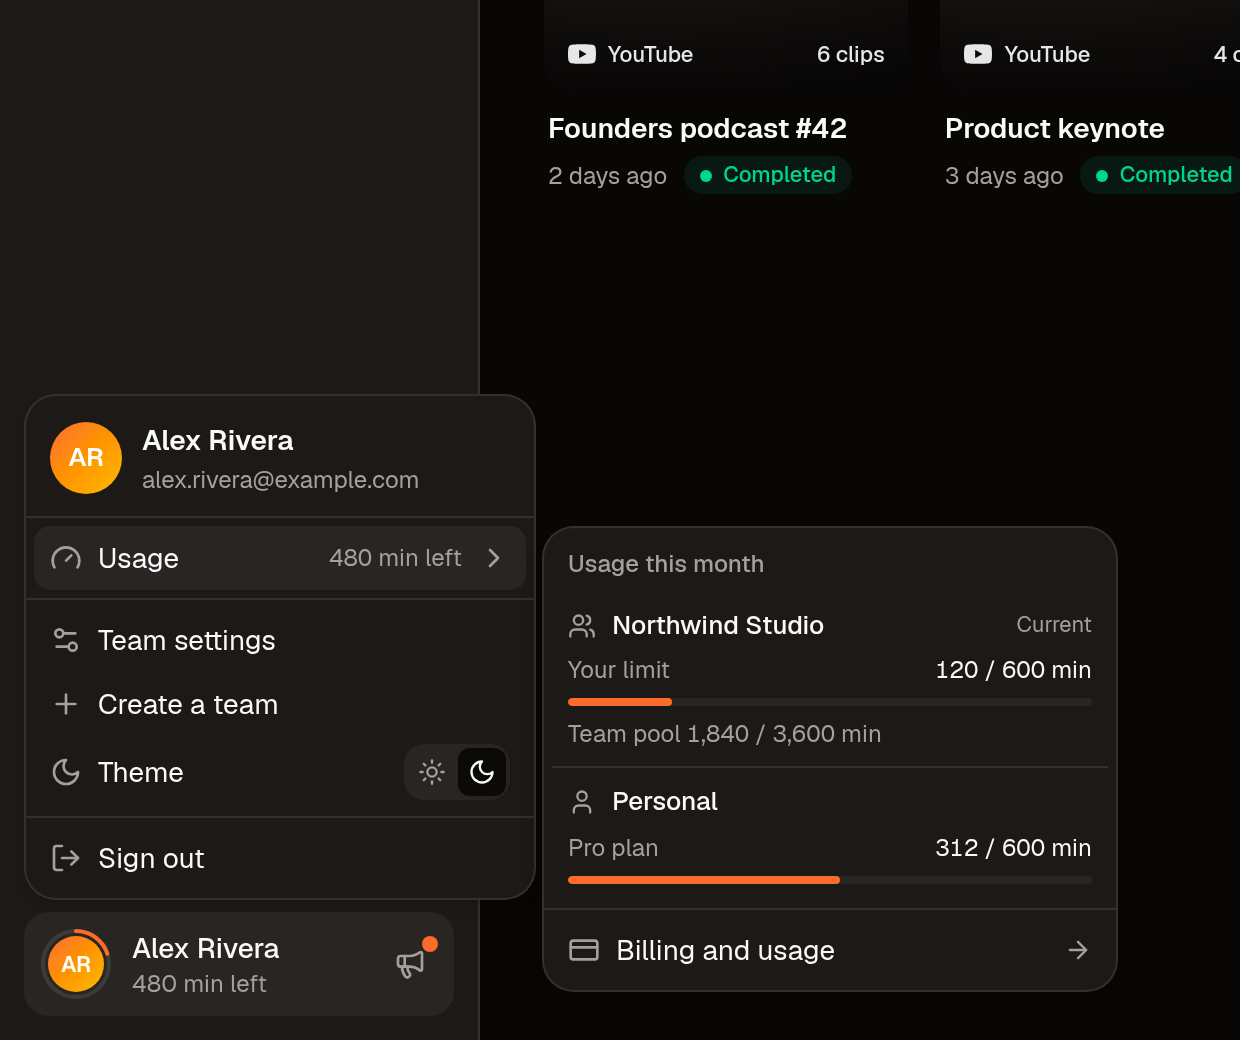 YouTube 6 clips
YouTube 4
Founders podcast #42
Product keynote
2 days ago Completed
3 days ago Completed
AR
Alex Rivera
alex.rivera@example.com
Usage 480 min left
Team settings
Create a team
Theme
Sign out
AR
Alex Rivera
480 min left
Usage this month
Northwind Studio Current
Your limit 120 / 600 min
Team pool 1,840 / 3,600 min
Personal
Pro plan 312 / 600 min
Billing and usage